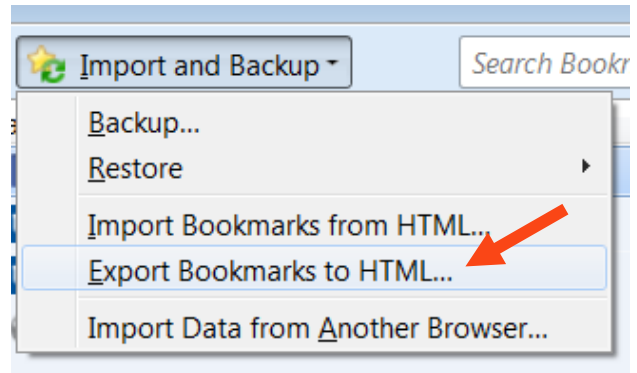 Import and Backup
Search Book
Backup...
Restore
Import Bookmarks from HTML...
Export Bookmarks to HTML...
Import Data from Another Browser...